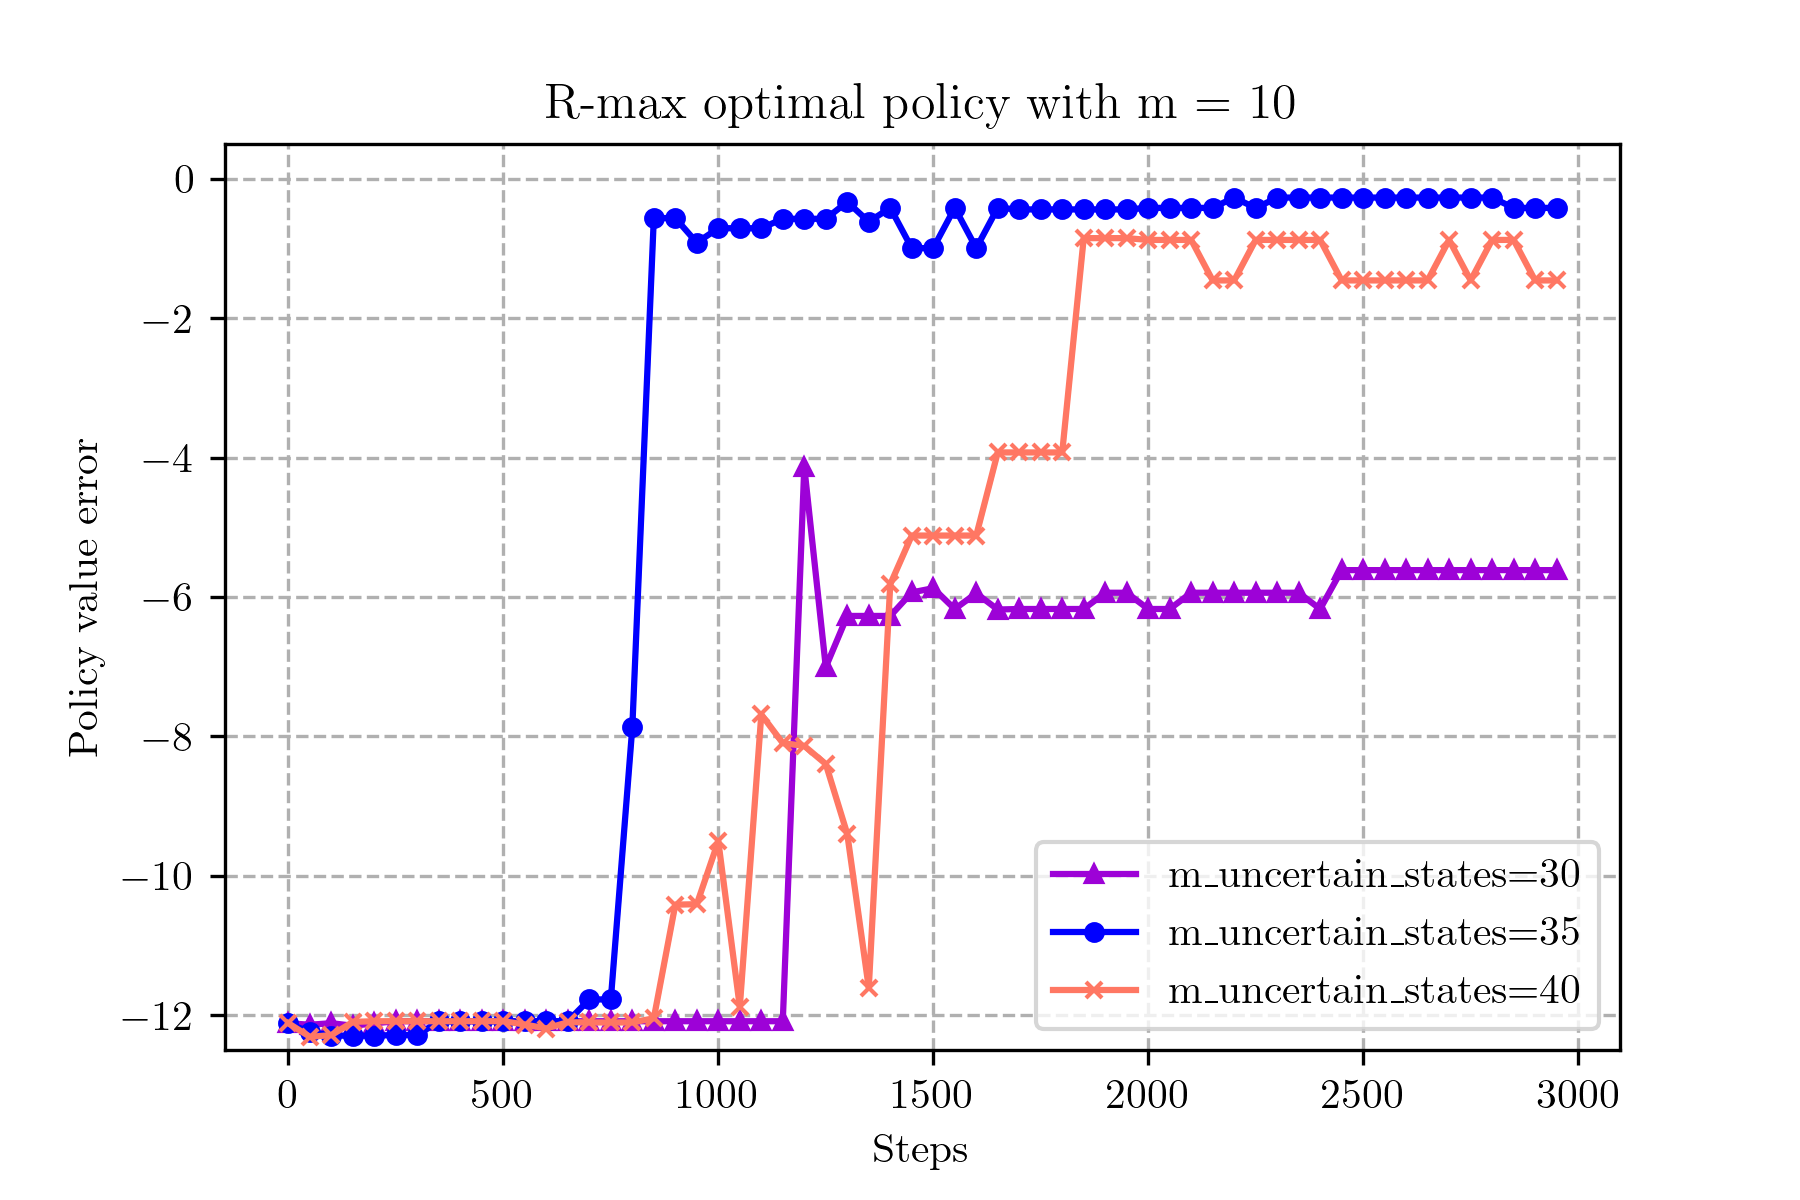 R-max optimal policy with m = 10
Policy value error
0
−2
−4
−6
−8
−10
−12
m_uncertain_states=30
m_uncertain_states=35
m_uncertain_states=40
0 500 1000 1500 2000 2500 3000
Steps